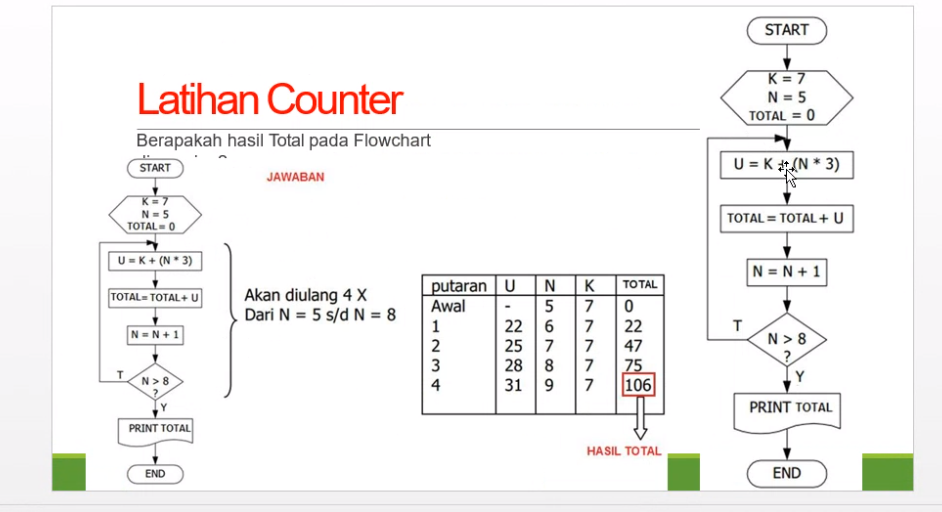 Latihan Counter
Berapakah hasil Total pada Flowchart
JAWABAN
START
K = 7
N = 5
TOTAL= 0
U = K + (N * 3)
TOTAL=TOTAL+ U
N = N + 1
T
N > 8
?
Y
PRINT TOTAL
END
Akan diulang 4 X
Dari N = 5 s/d N = 8
putaran U N K TOTAL
Awal - 5 7 0
1 22 6 7 22
2 25 7 7 47
3 28 8 7 75
4 31 9 7 106
HASIL TOTAL
START
K = 7
N = 5
TOTAL = 0
U = K + (N * 3)
TOTAL = TOTAL + U
N = N + 1
T
N > 8
?
Y
PRINT TOTAL
END